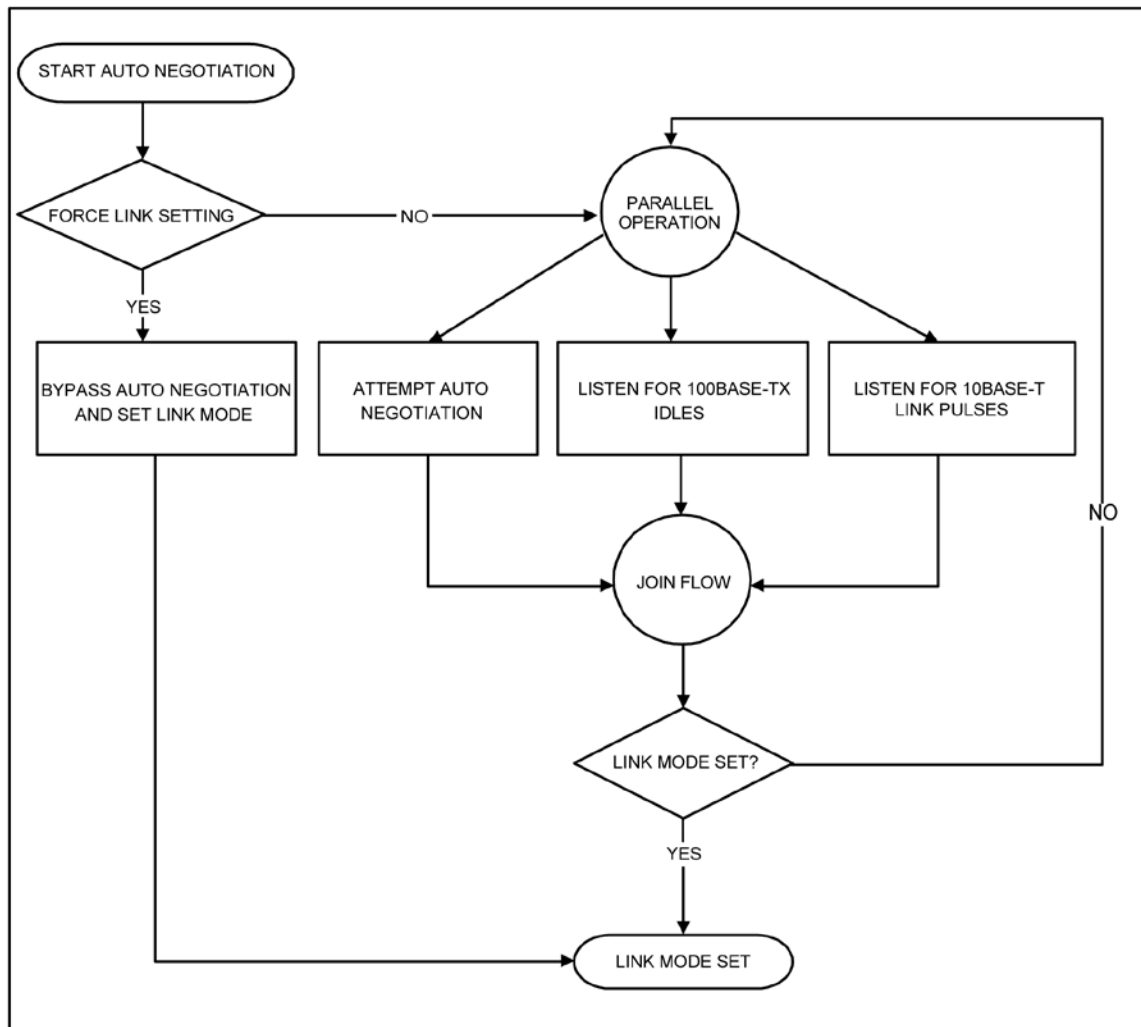 START AUTO NEGOTIATION
FORCE LINK SETTING
NO
PARALLEL
OPERATION
YES
BYPASS AUTO NEGOTIATION
AND SET LINK MODE
ATTEMPT AUTO
NEGOTIATION
LISTEN FOR 100BASE-TX
IDLES
LISTEN FOR 10BASE-T
LINK PULSES
NO
JOIN FLOW
LINK MODE SET?
YES
LINK MODE SET